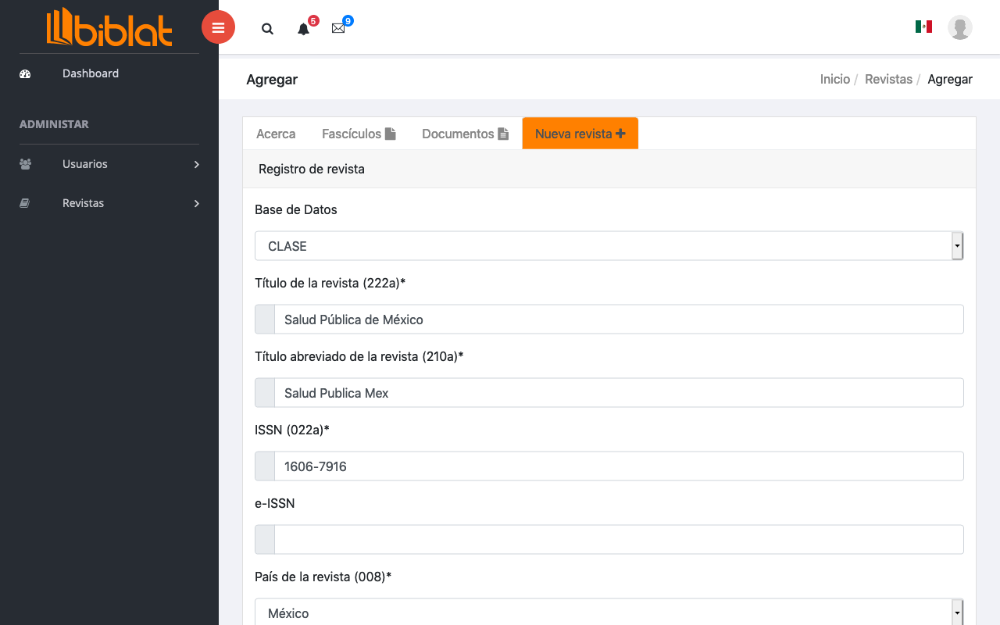 biblat
5
9
Dashboard
ADMINISTAR
Usuarios
Revistas
Agregar
Inicio / Revistas / Agregar
Acerca
Fascículos
Documentos
Nueva revista
Registro de revista
Base de Datos
CLASE
Título de la revista (222a)*
Salud Pública de México
Título abreviado de la revista (210a)*
Salud Publica Mex
ISSN (022a)*
1606-7916
e-ISSN
País de la revista (008)*
México